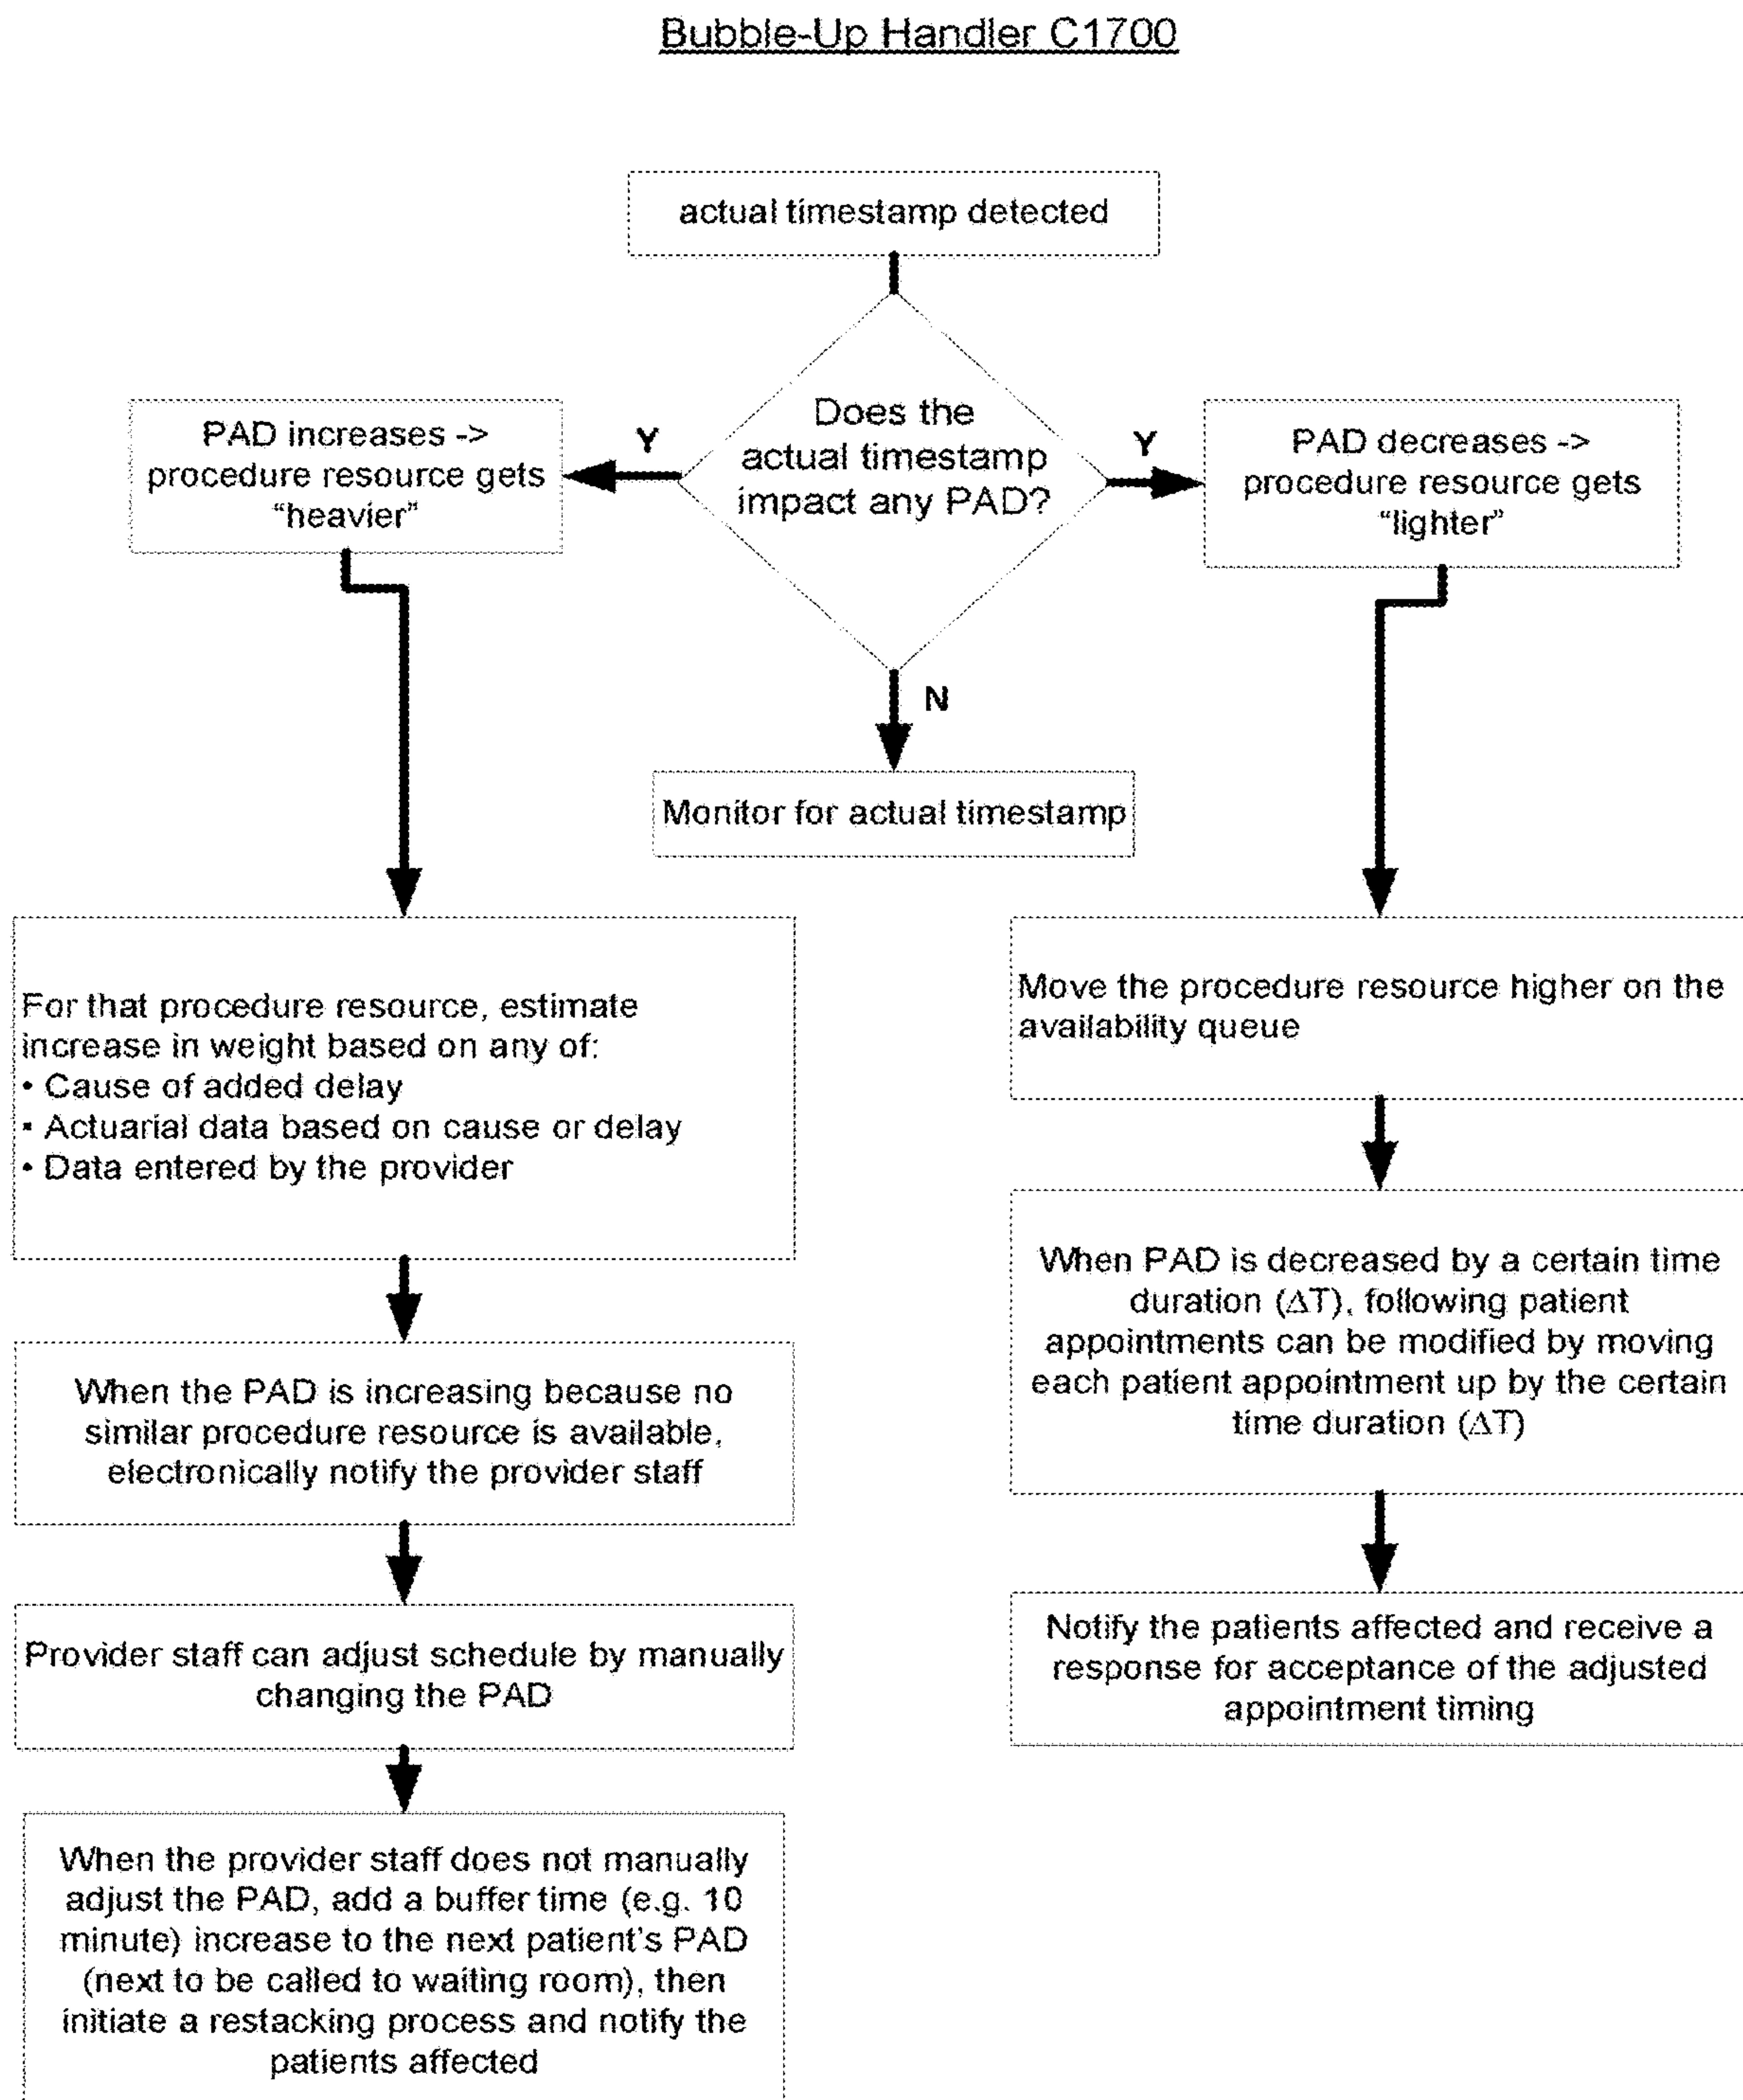 Bubble-Up Handler C1700
actual timestamp detected
Does the
actual timestamp
impact any PAD?
Y
Y
N
PAD increases ->
procedure resource gets
“heavier”
PAD decreases ->
procedure resource gets
“lighter”
Monitor for actual timestamp
For that procedure resource, estimate
increase in weight based on any of:
• Cause of added delay
• Actuarial data based on cause or delay
• Data entered by the provider
When the PAD is increasing because no
similar procedure resource is available,
electronically notify the provider staff
Provider staff can adjust schedule by manually
changing the PAD
When the provider staff does not manually
adjust the PAD, add a buffer time (e.g. 10
minute) increase to the next patient’s PAD
(next to be called to waiting room), then
initiate a restacking process and notify the
patients affected
Move the procedure resource higher on the
availability queue
When PAD is decreased by a certain time
duration (ΔT), following patient
appointments can be modified by moving
each patient appointment up by the certain
time duration (ΔT)
Notify the patients affected and receive a
response for acceptance of the adjusted
appointment timing